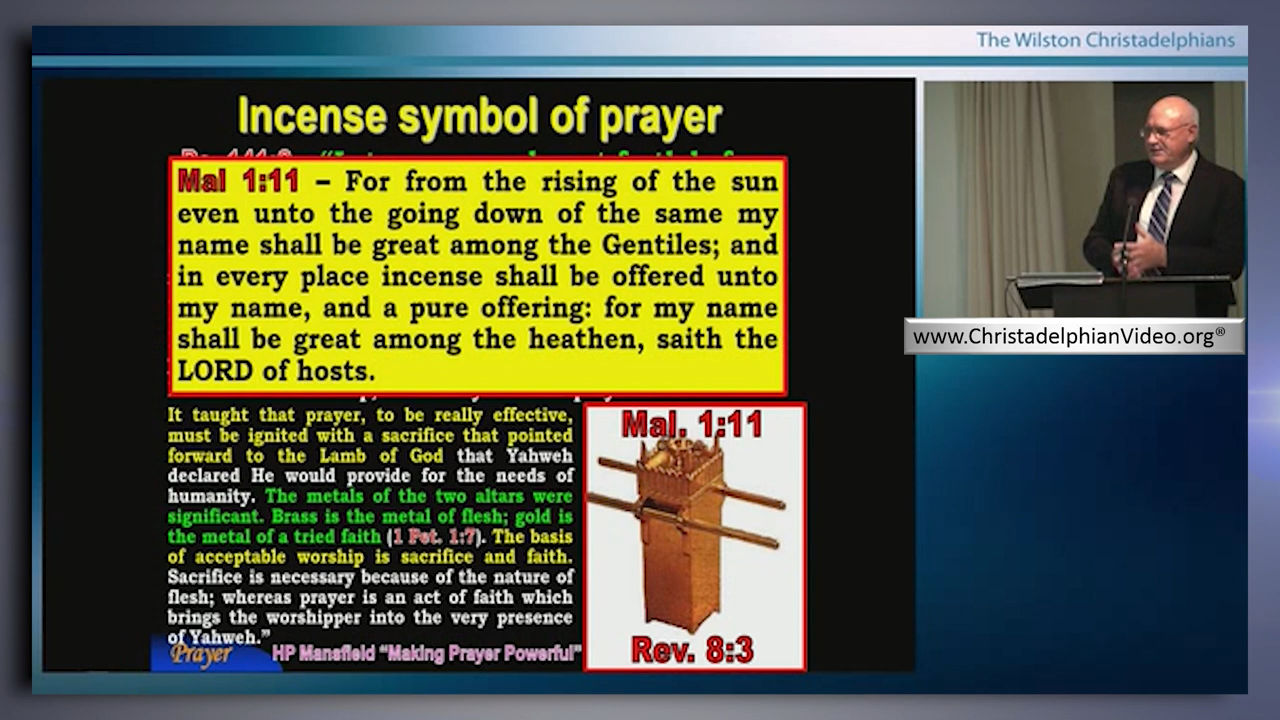 The Wilston Christadelphians
Incense symbol of prayer
Mal 1:11 – For from the rising of the sun
even unto the going down of the same my
name shall be great among the Gentiles; and
in every place incense shall be offered unto
my name, and a pure offering: for my name
shall be great among the heathen, saith the
LORD of hosts.
It taught that prayer, to be really effective,
must be ignited with a sacrifice that pointed
forward to the Lamb of God that Yahweh
declared He would provide for the needs of
humanity. The metals of the two altars were
significant. Brass is the metal of flesh; gold is
the metal of a tried faith (1 Pet. 1:7). The basis
of acceptable worship is sacrifice and faith.
Sacrifice is necessary because of the nature of
flesh; whereas prayer is an act of faith which
brings the worshipper into the very presence
of Yahweh.”
Prayer
HP Mansfield “Making Prayer Powerful”
Mal. 1:11
Rev. 8:3
www.ChristadelphianVideo.org®